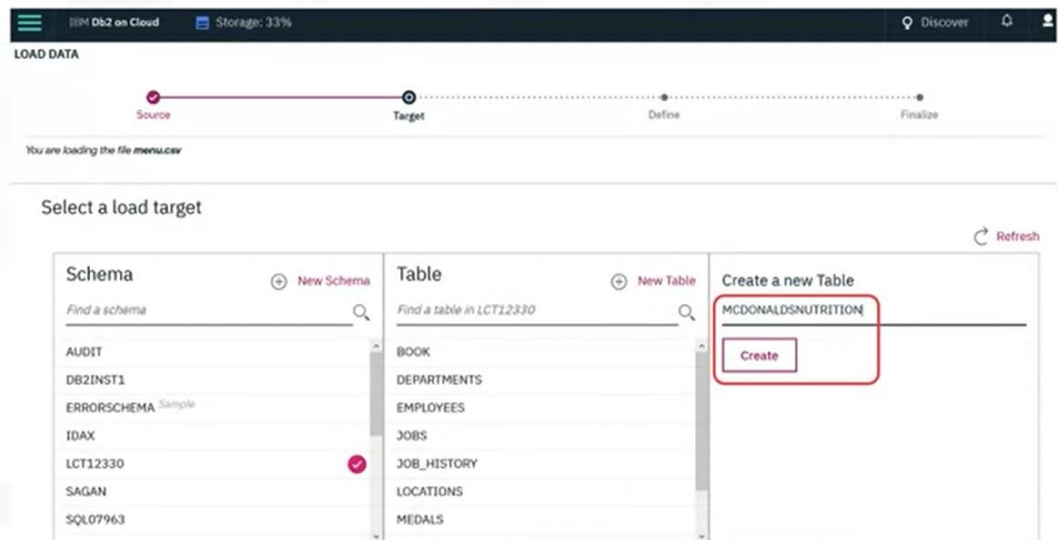 IBM Db2 on Cloud Storage: 33% Discover
LOAD DATA
Source Target Define Finalize
You are loading the file menu.csv
Select a load target
Refresh
Schema
New Schema
Find a schema
AUDIT
DB2INST1
ERRORSCHEMA Sample
IDAX
LCT12330
SAGAN
SQL07963
Table
New Table
Find a table in LCT12330
BOOK
DEPARTMENTS
EMPLOYEES
JOBS
JOB_HISTORY
LOCATIONS
MEDALS
Create a new Table
MCDONALDSNUTRITION
Create